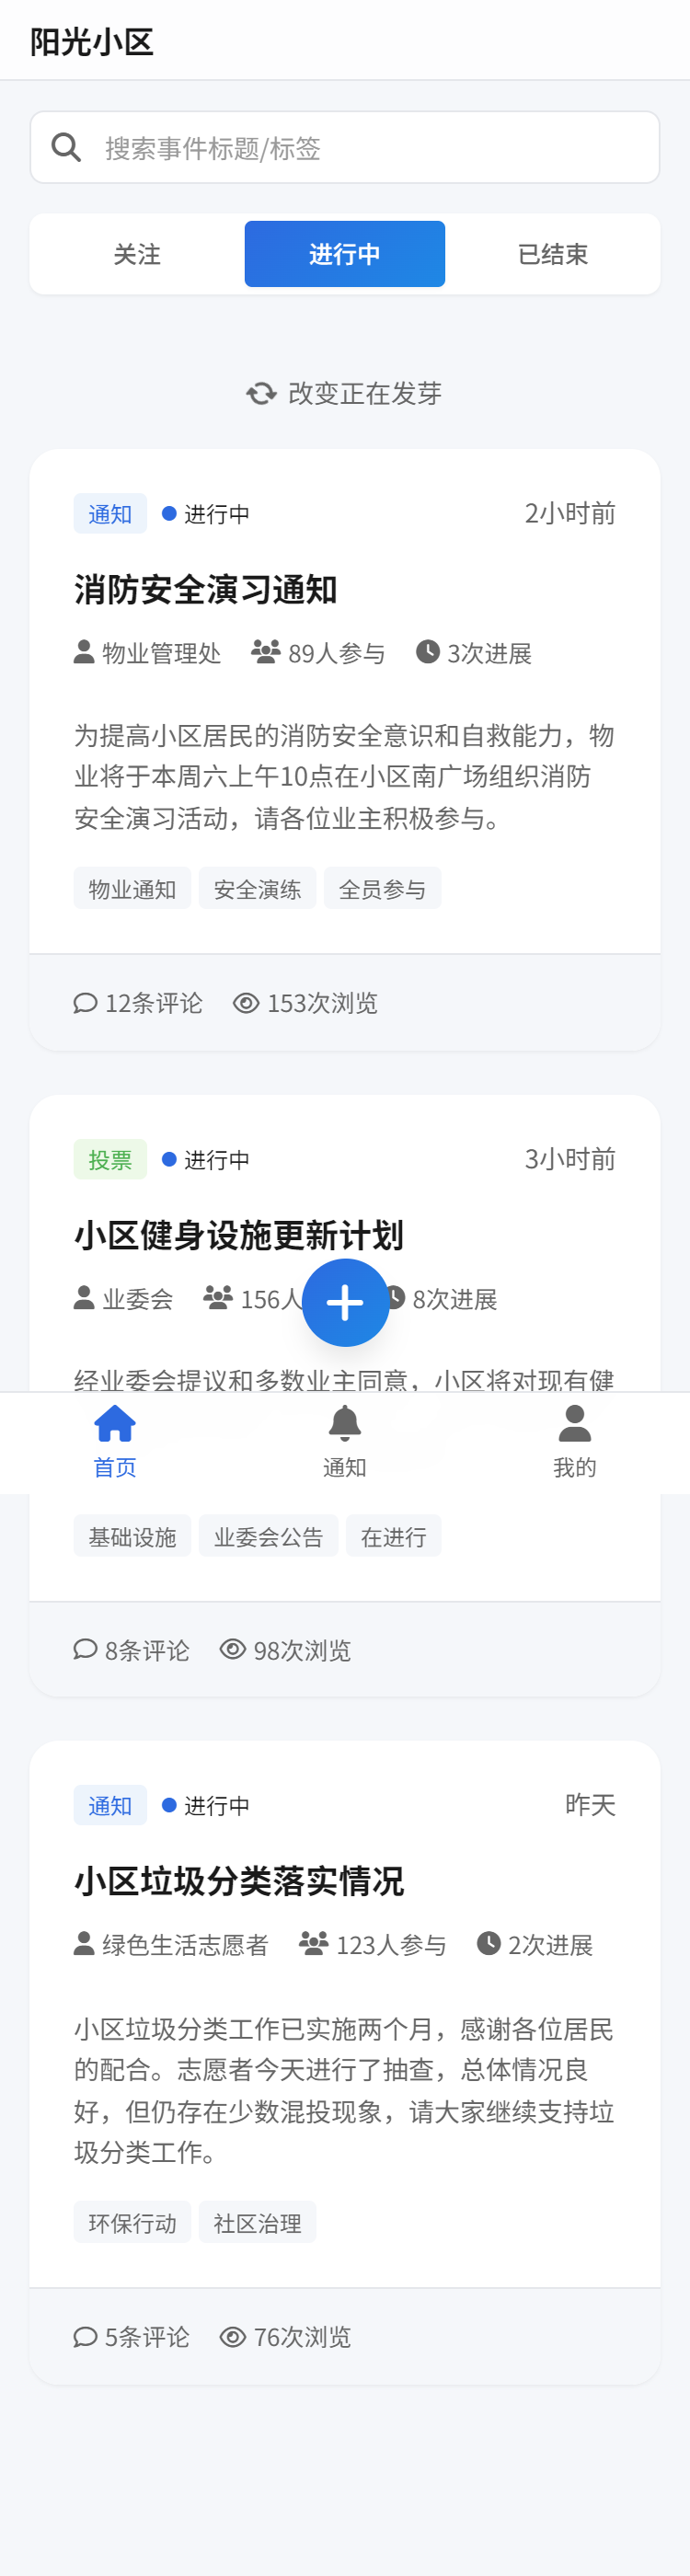 阳光小区
搜索事件标题/标签
关注 进行中 已结束
改变正在发芽
通知 进行中 2小时前
消防安全演习通知
物业管理处 89人参与 3次进展
为提高小区居民的消防安全意识和自救能力，物
业将于本周六上午10点在小区南广场组织消防
安全演习活动，请各位业主积极参与。
物业通知 安全演练 全员参与
12条评论 153次浏览
投票 进行中 3小时前
小区健身设施更新计划
业委会 156人 8次进展
经业委会提议和多数业主同意，小区将对现有健
首页 通知 我的
基础设施 业委会公告 在进行
8条评论 98次浏览
通知 进行中 昨天
小区垃圾分类落实情况
绿色生活志愿者 123人参与 2次进展
小区垃圾分类工作已实施两个月，感谢各位居民
的配合。志愿者今天进行了抽查，总体情况良
好，但仍存在少数混投现象，请大家继续支持垃
圾分类工作。
环保行动 社区治理
5条评论 76次浏览